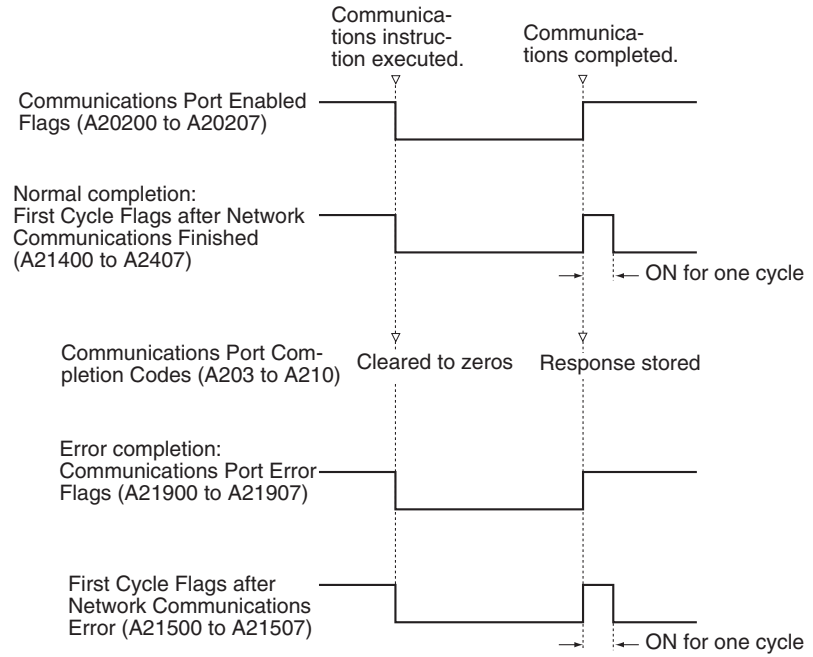 Communica-
tions instruc-
tion executed.
Communica-
tions completed.
Communications Port Enabled
Flags (A20200 to A20207)
Normal completion:
First Cycle Flags after Network
Communications Finished
(A21400 to A2407)
ON for one cycle
Communications Port Com-
pletion Codes (A203 to A210)
Cleared to zeros
Response stored
Error completion:
Communications Port Error
Flags (A21900 to A21907)
First Cycle Flags after
Network Communications
Error (A21500 to A21507)
ON for one cycle